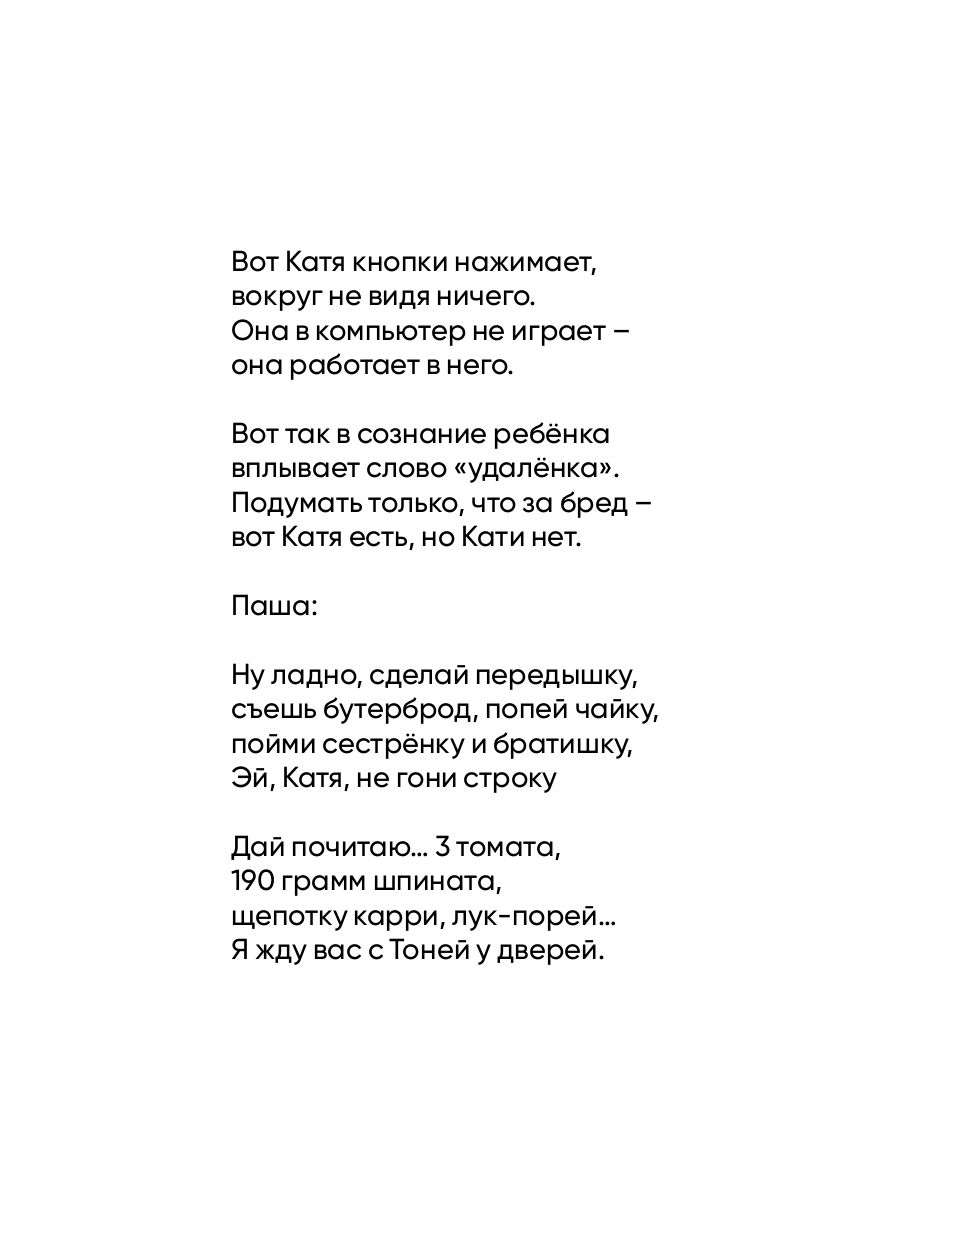 Вот Катя кнопки нажимает,
вокруг не видя ничего.
Она в компьютер не играет –
она работает в него.
Вот так в сознание ребёнка
вплывает слово «удалёнка».
Подумать только, что за бред –
вот Катя есть, но Кати нет.
Паша:
Ну ладно, сделай передышку,
съешь бутерброд, попей чайку,
пойми сестрёнку и братишку,
Эй, Катя, не гони строку
Дай почитаю... 3 томата,
190 грамм шпината,
щепотку карри, лук-порей...
Я жду вас с Тоней у дверей.